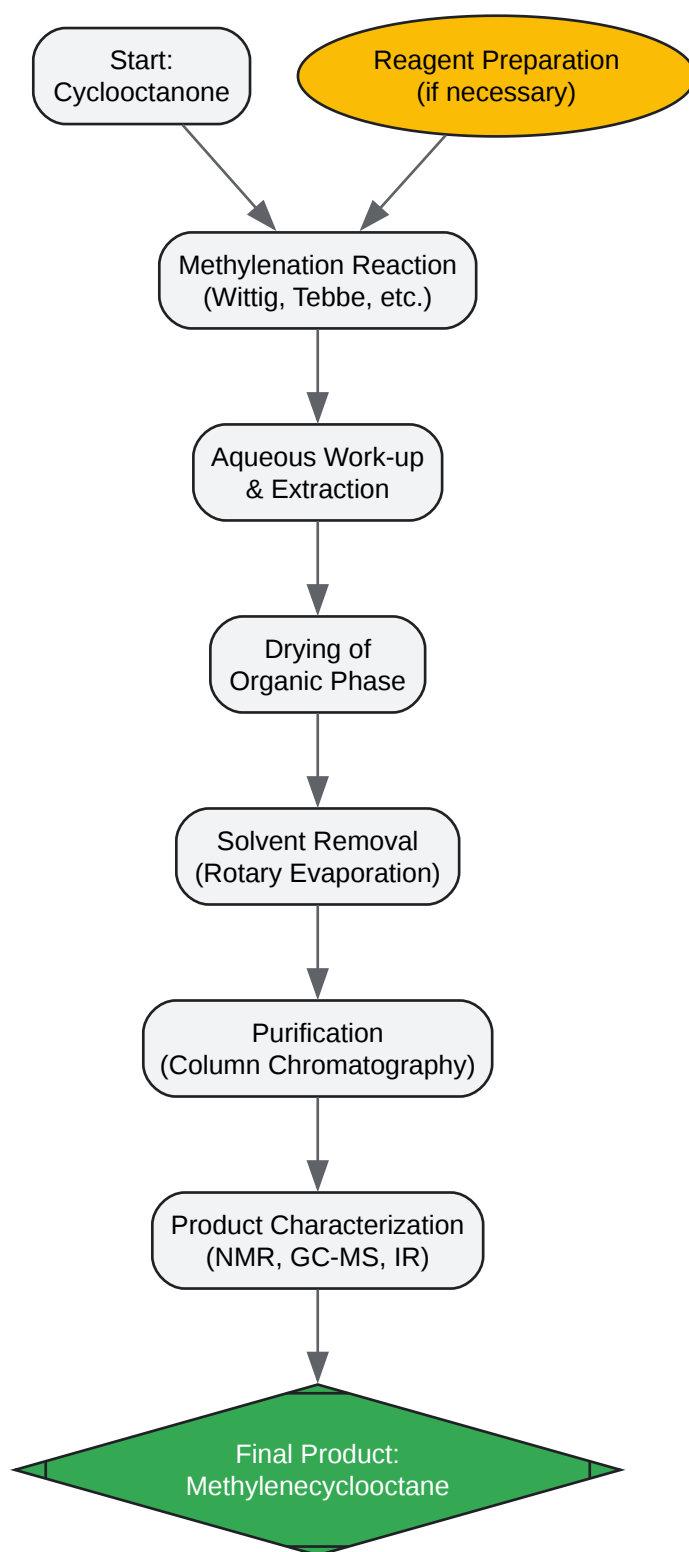 Start:
Cyclooctanone
Reagent Preparation
(if necessary)
Methylenation Reaction
(Wittig, Tebbe, etc.)
Aqueous Work-up
& Extraction
Drying of
Organic Phase
Solvent Removal
(Rotary Evaporation)
Purification
(Column Chromatography)
Product Characterization
(NMR, GC-MS, IR)
Final Product:
Methylenecyclooctane